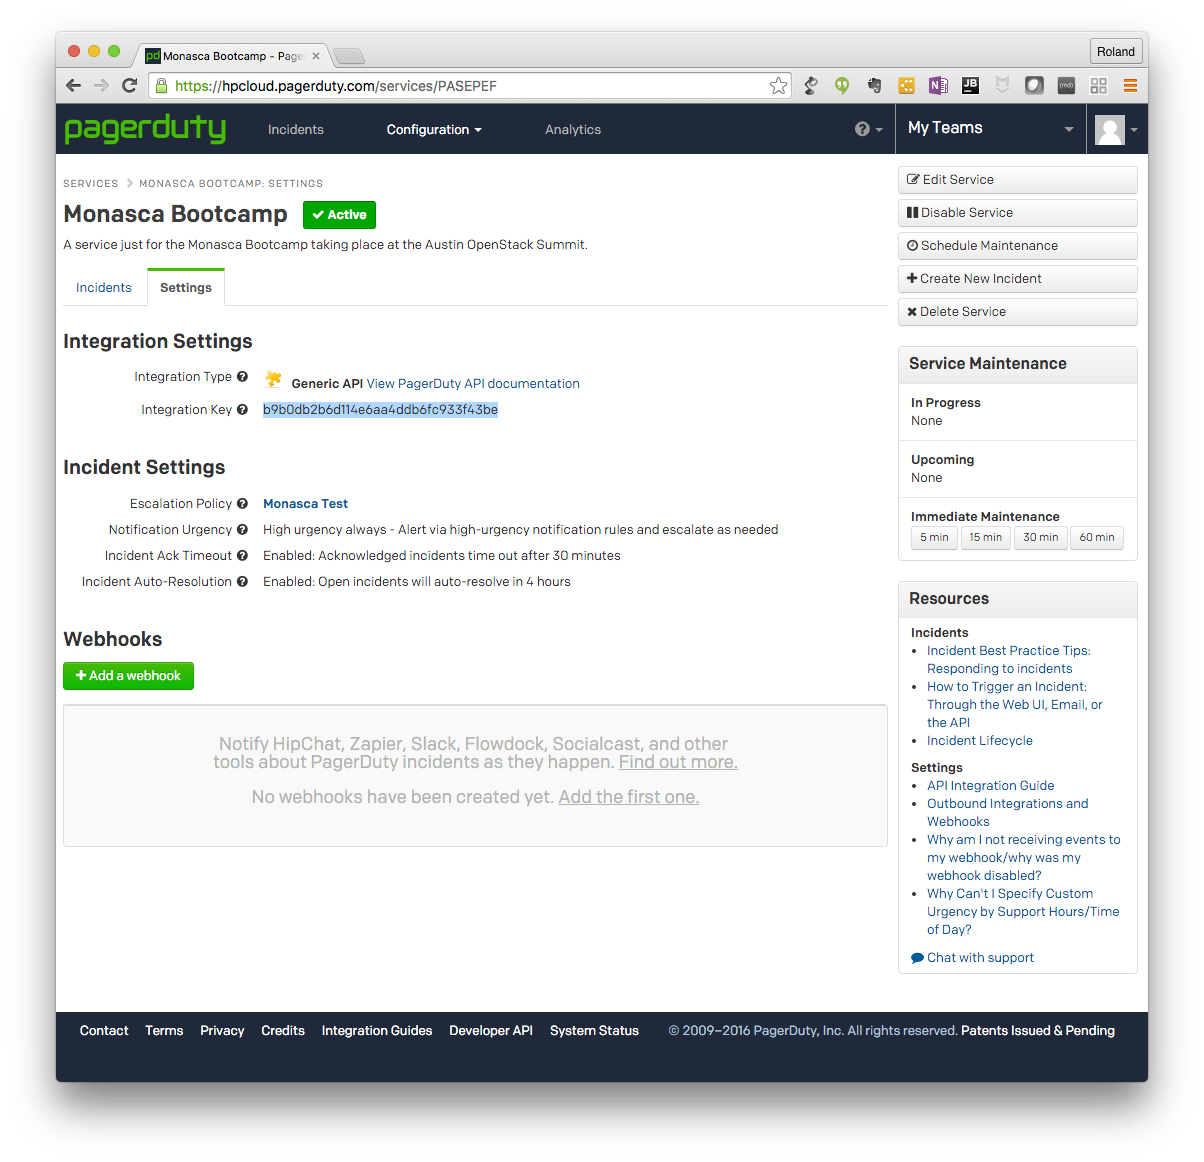 Monasca Bootcamp - Page
Roland
https://hpcloud.pagerduty.com/services/PASEPEF
JB
{md}
pagerduty
Incidents
Configuration
Analytics
My Teams
SERVICES
MONASCA BOOTCAMP: SETTINGS
Monasca Bootcamp
Active
A service just for the Monasca Bootcamp taking place at the Austin OpenStack Summit.
Incidents
Settings
Integration Settings
Integration Type
Generic API View PagerDuty API documentation
Integration Key
b9b0db2b6d114e6aa4ddb6fc933f43be
Incident Settings
Escalation Policy
Monasca Test
Notification Urgency
High urgency always - Alert via high-urgency notification rules and escalate as needed
Incident Ack Timeout
Enabled: Acknowledged incidents time out after 30 minutes
Incident Auto-Resolution
Enabled: Open incidents will auto-resolve in 4 hours
Webhooks
+ Add a webhook
Notify HipChat, Zapier, Slack, Flowdock, Socialcast, and other
tools about PagerDuty incidents as they happen. Find out more.
No webhooks have been created yet. Add the first one.
Edit Service
Disable Service
Schedule Maintenance
Create New Incident
Delete Service
Service Maintenance
In Progress
None
Upcoming
None
Immediate Maintenance
5 min
15 min
30 min
60 min
Resources
Incidents
• Incident Best Practice Tips:
Responding to incidents
• How to Trigger an Incident:
Through the Web UI, Email, or
the API
• Incident Lifecycle
Settings
• API Integration Guide
• Outbound Integrations and
Webhooks
• Why am I not receiving events to
my webhook/why was my
webhook disabled?
• Why Can't I Specify Custom
Urgency by Support Hours/Time
of Day?
Chat with support
Contact
Terms
Privacy
Credits
Integration Guides
Developer API
System Status
© 2009–2016 PagerDuty, Inc. All rights reserved. Patents Issued & Pending